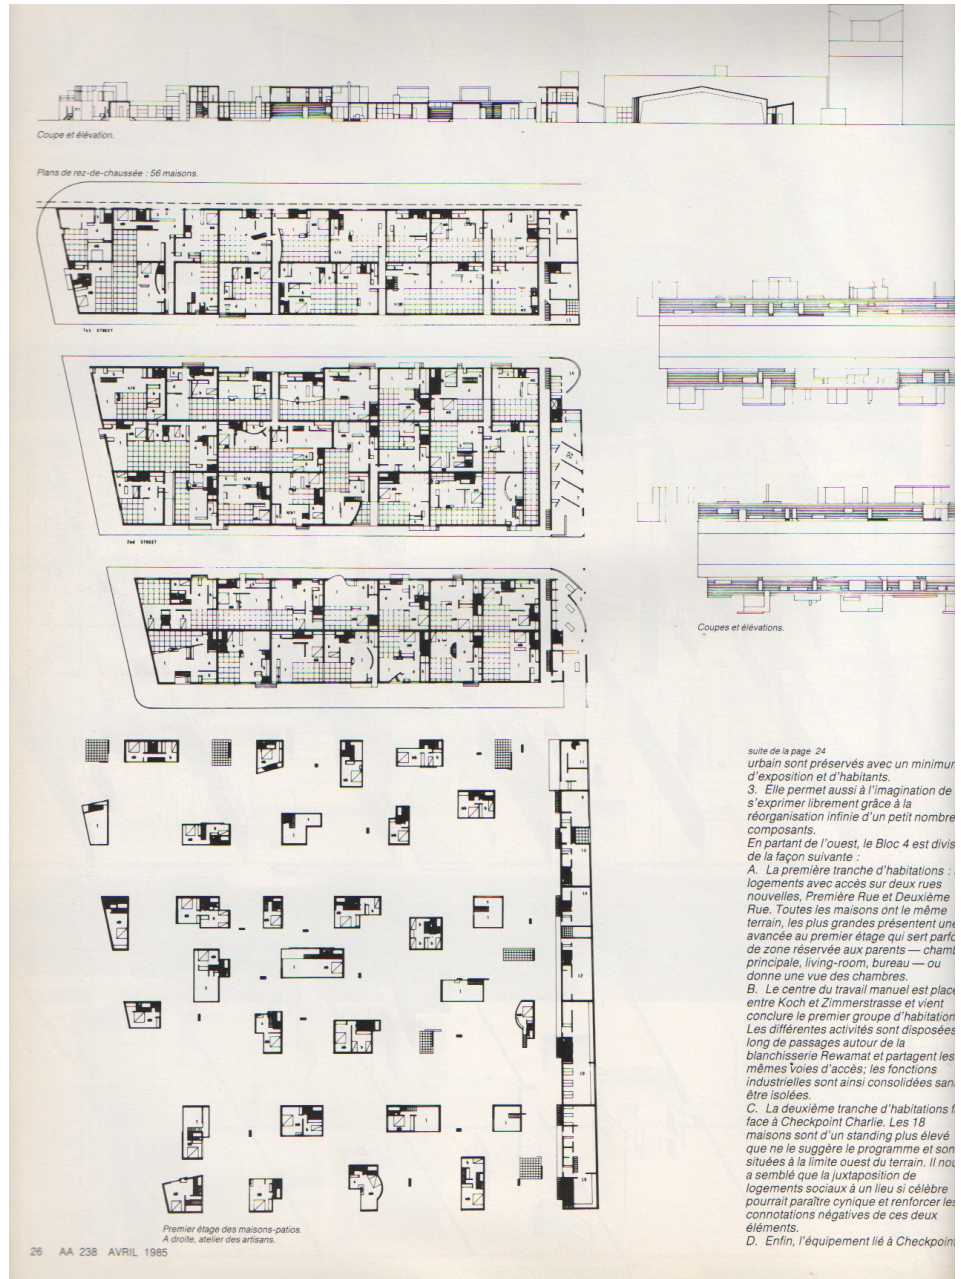 Coupe et élévation.
Plans de rez-de-chaussée : 56 maisons.
1st STREET
2nd STREET
Coupes et élévations.
suite de la page 24
urbain sont préservés avec un minimum
d'exposition et d'habitants.
3. Elle permet aussi à l'imagination de
s'exprimer librement grâce à la
réorganisation infinie d'un petit nombre
composants.
En partant de l'ouest, le Bloc 4 est divis
de la façon suivante :
A. La première tranche d'habitations :
logements avec accès sur deux rues
nouvelles, Première Rue et Deuxième
Rue. Toutes les maisons ont le même
terrain, les plus grandes présentent une
avancée au premier étage qui sert parfo
de zone réservée aux parents — chamb
principale, living-room, bureau — ou
donne une vue des chambres.
B. Le centre du travail manuel est placé
entre Koch et Zimmerstrasse et vient
conclure le premier groupe d'habitation
Les différentes activités sont disposées
long de passages autour de la
blanchisserie Rewamat et partagent les
mêmes voies d'accès; les fonctions
industrielles sont ainsi consolidées san
être isolées.
C. La deuxième tranche d'habitations f
face à Checkpoint Charlie. Les 18
maisons sont d'un standing plus élevé
que ne le suggère le programme et son
situées à la limite ouest du terrain. Il nou
a semblé que la juxtaposition de
logements sociaux à un lieu si célèbre
pourrait paraître cynique et renforcer les
connotations négatives de ces deux
éléments.
D. Enfin, l'équipement lié à Checkpoin
Premier étage des maisons-patios.
A droite, atelier des artisans.
26 AA 238 AVRIL 1985